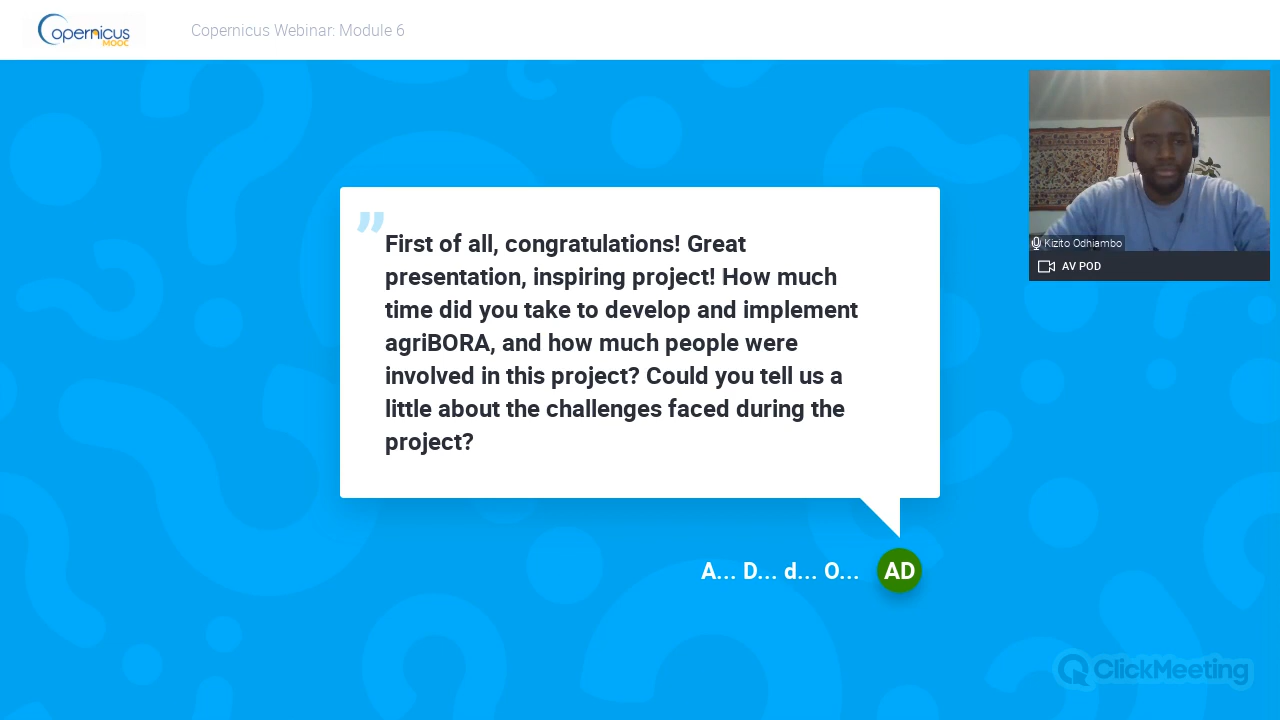 Copernicus
MOOC
Copernicus Webinar: Module 6
Kizito Odhiambo
AV POD
”
First of all, congratulations! Great
presentation, inspiring project! How much
time did you take to develop and implement
agriBORA, and how much people were
involved in this project? Could you tell us a
little about the challenges faced during the
project?
A... D... d... O... AD
ClickMeeting